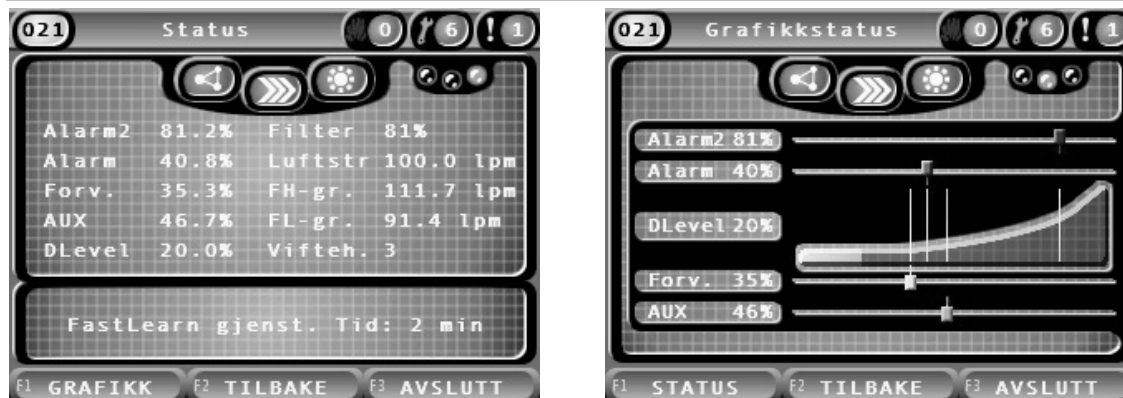 021 Status 0 6 ! 1
Alarm2 81.2% Filter 81%
Alarm 40.8% Luftstr 100.0 lpm
Forv. 35.3% FH-gr. 111.7 lpm
AUX 46.7% FL-gr. 91.4 lpm
DLevel 20.0% Vifteh. 3
FastLearn gjenst. Tid: 2 min
F1 GRAFIKK F2 TILBAKE F3 AVSLUTT
021 Grafikkstatus 0 6 ! 1
Alarm2 81%
Alarm 40%
DLevel 20%
Forv. 35%
AUX 46%
F1 STATUS F2 TILBAKE F3 AVSLUTT